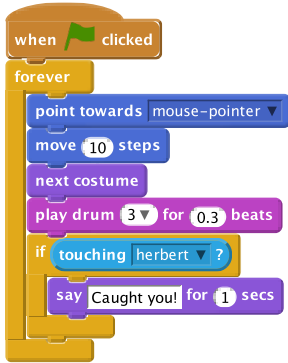 when clicked
forever
point towards mouse-pointer
move 10 steps
next costume
play drum 3 for 0.3 beats
if touching herbert ?
say Caught you! for 1 secs